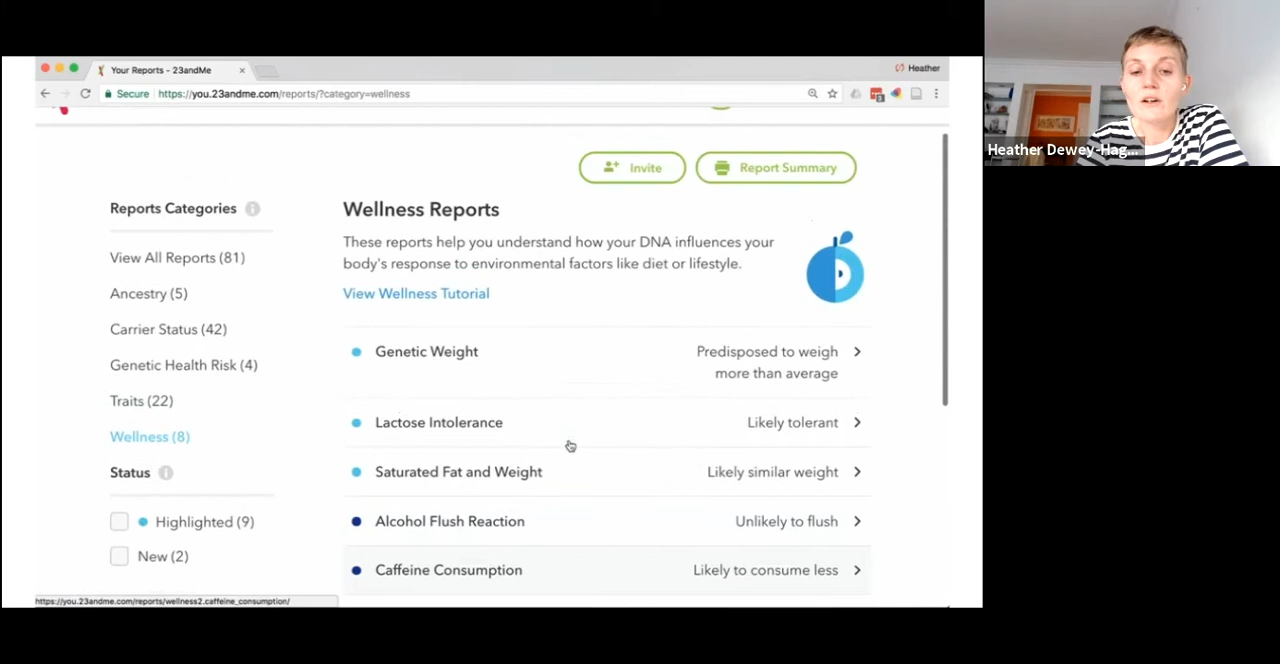 Your Reports - 23andMe
Heather
Secure https://you.23andme.com/reports/?category=wellness
Invite
Report Summary
Reports Categories
View All Reports (81)
Ancestry (5)
Carrier Status (42)
Genetic Health Risk (4)
Traits (22)
Wellness (8)
Status
Highlighted (9)
New (2)
Wellness Reports
These reports help you understand how your DNA influences your
body's response to environmental factors like diet or lifestyle.
View Wellness Tutorial
Genetic Weight
Predisposed to weigh
more than average
Lactose Intolerance
Likely tolerant
Saturated Fat and Weight
Likely similar weight
Alcohol Flush Reaction
Unlikely to flush
Caffeine Consumption
Likely to consume less
https://you.23andme.com/reports/wellness2.caffeine_consumption/
Heather Dewey-Hag...